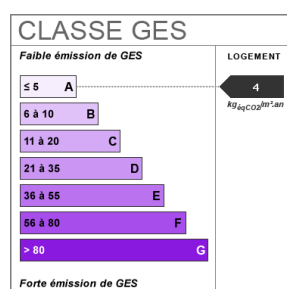 CLASSE GES
Faible émission de GES
LOGEMENT
≤ 5 A
4
kgéqCO2/m².an
6 à 10 B
11 à 20 C
21 à 35 D
36 à 55 E
56 à 80 F
> 80 G
Forte émission de GES